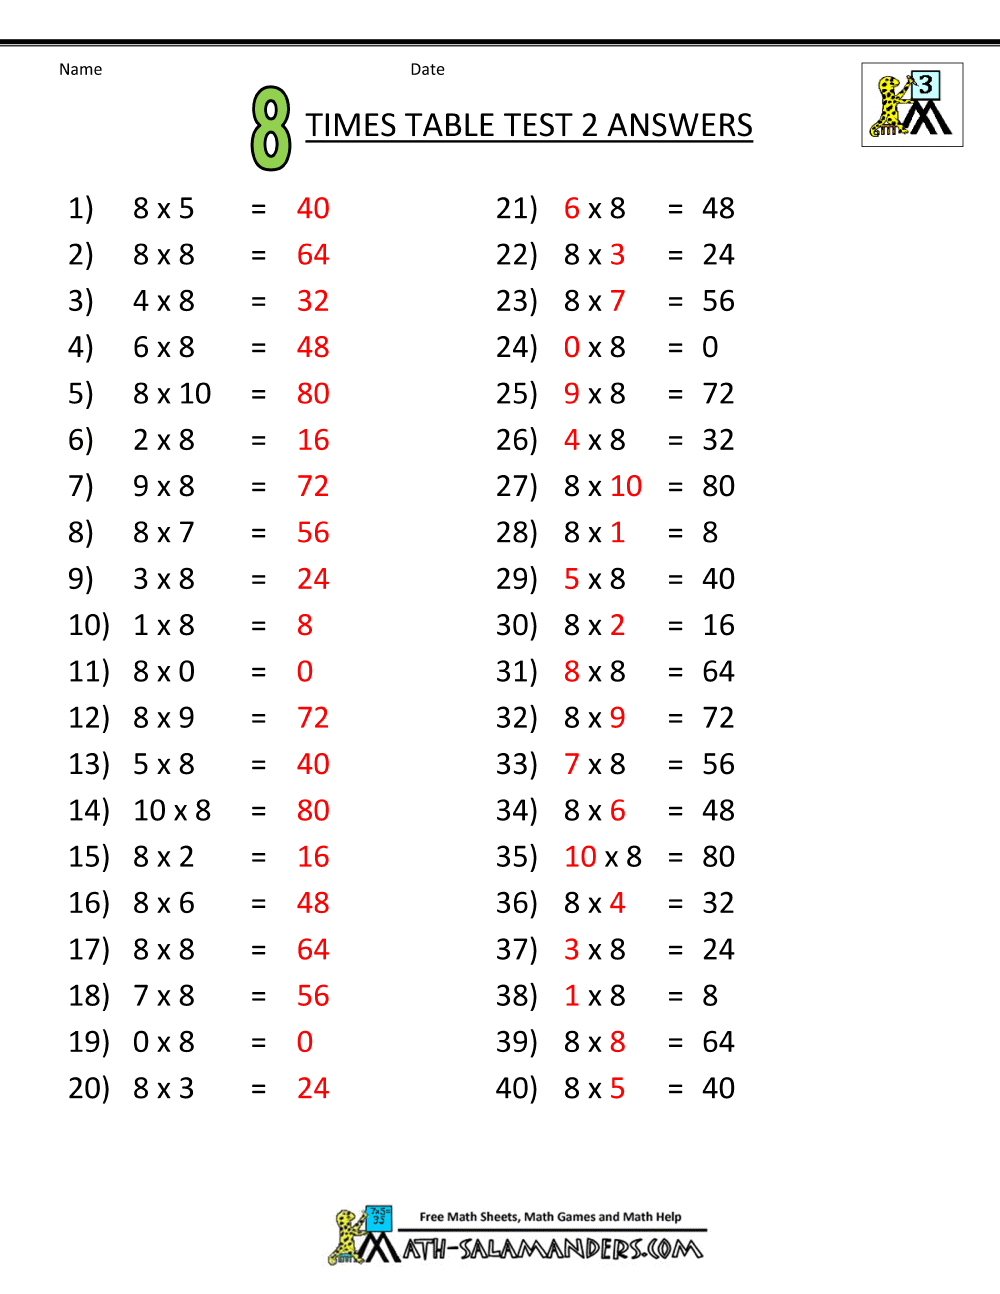 Name Date
3
8 TIMES TABLE TEST 2 ANSWERS
1) 8 x 5 = 40
2) 8 x 8 = 64
3) 4 x 8 = 32
4) 6 x 8 = 48
5) 8 x 10 = 80
6) 2 x 8 = 16
7) 9 x 8 = 72
8) 8 x 7 = 56
9) 3 x 8 = 24
10) 1 x 8 = 8
11) 8 x 0 = 0
12) 8 x 9 = 72
13) 5 x 8 = 40
14) 10 x 8 = 80
15) 8 x 2 = 16
16) 8 x 6 = 48
17) 8 x 8 = 64
18) 7 x 8 = 56
19) 0 x 8 = 0
20) 8 x 3 = 24
21) 6 x 8 = 48
22) 8 x 3 = 24
23) 8 x 7 = 56
24) 0 x 8 = 0
25) 9 x 8 = 72
26) 4 x 8 = 32
27) 8 x 10 = 80
28) 8 x 1 = 8
29) 5 x 8 = 40
30) 8 x 2 = 16
31) 8 x 8 = 64
32) 8 x 9 = 72
33) 7 x 8 = 56
34) 8 x 6 = 48
35) 10 x 8 = 80
36) 8 x 4 = 32
37) 3 x 8 = 24
38) 1 x 8 = 8
39) 8 x 8 = 64
40) 8 x 5 = 40
7x5=
35
Free Math Sheets, Math Games and Math Help
MATH-SALAMANDERS.COM